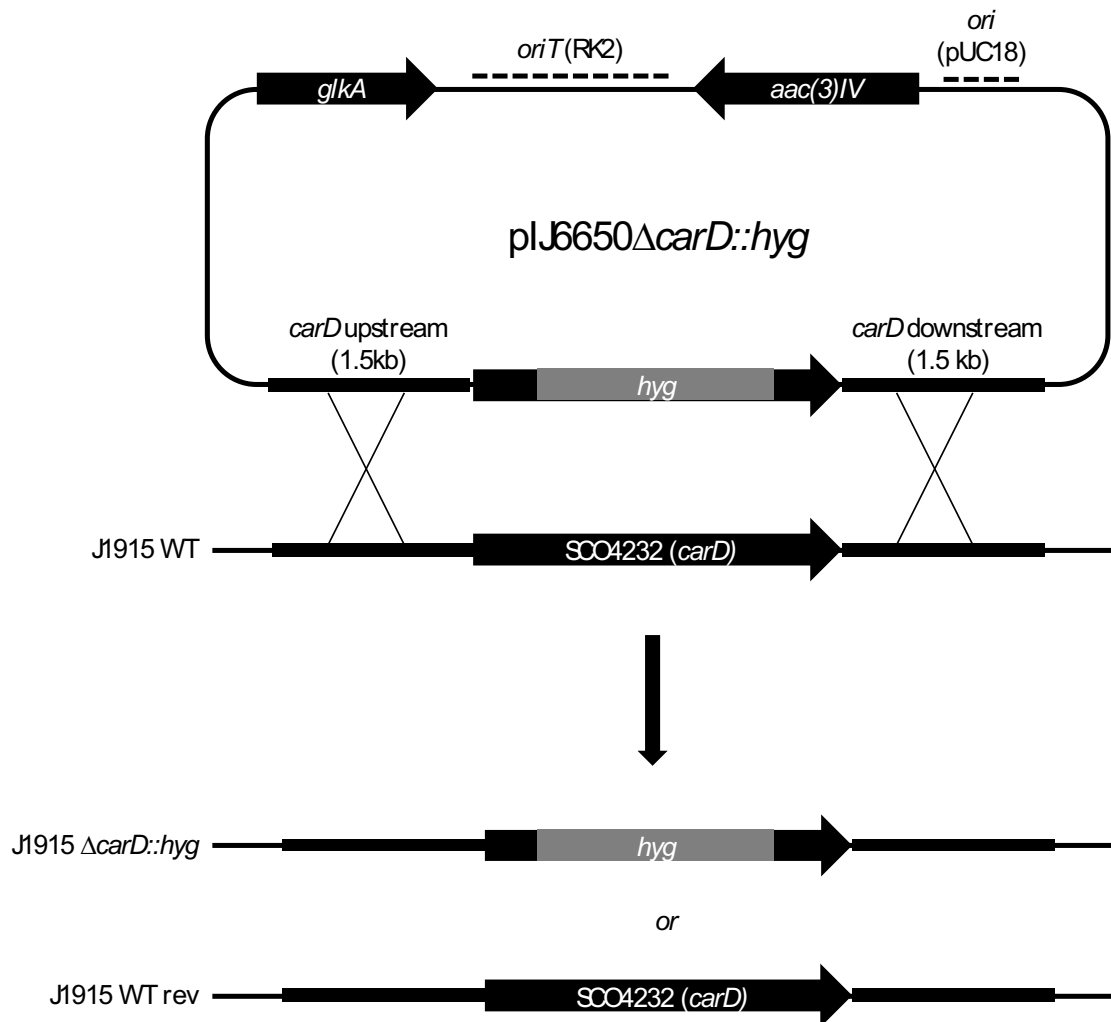 oriT (RK2)
ori
(pUC18)
glkA
aac(3)IV
pIJ6650ΔcarD::hyg
carD upstream
(1.5kb)
carD downstream
(1.5 kb)
hyg
J1915 WT
SCO4232 (carD)
J1915 ΔcarD::hyg
hyg
or
J1915 WT rev
SCO4232 (carD)